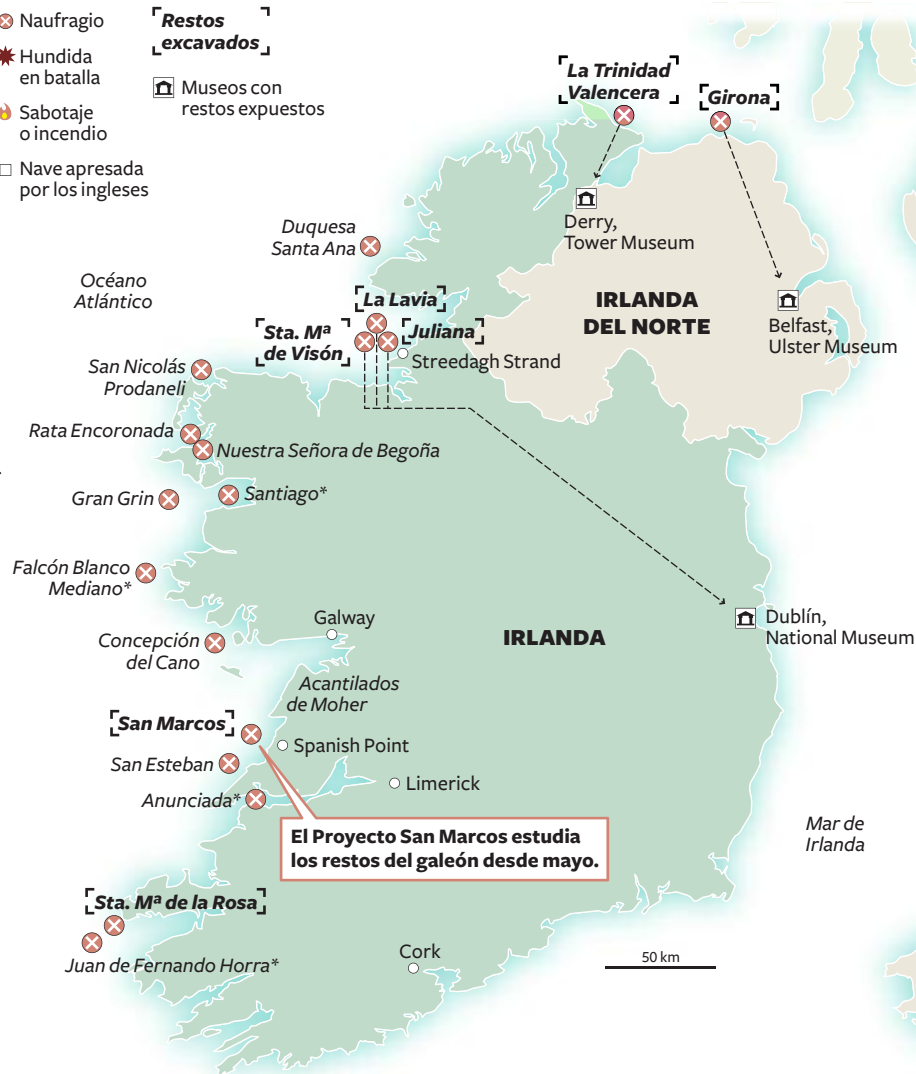 Naufragio
Hundida
en batalla
Sabotaje
o incendio
Nave apresada
por los ingleses
Restos
excavados
Museos con
restos expuestos
La Trinidad
Valencera
Girona
Derry,
Tower Museum
Duquesa
Santa Ana
Océano
Atlántico
La Lavia
Sta. Mª
de Visón
Juliana
Streedagh Strand
IRLANDA
DEL NORTE
Belfast,
Ulster Museum
San Nicolás
Prodaneli
Rata Encoronada
Nuestra Señora de Begoña
Gran Grin
Santiago*
Falcón Blanco
Mediano*
Galway
Concepción
del Cano
IRLANDA
Dublín,
National Museum
Acantilados
de Moher
San Marcos
Spanish Point
San Esteban
Limerick
Anunciada*
El Proyecto San Marcos estudia
los restos del galeón desde mayo.
Mar de
Irlanda
Sta. Mª de la Rosa
Juan de Fernando Horra*
Cork
50 km